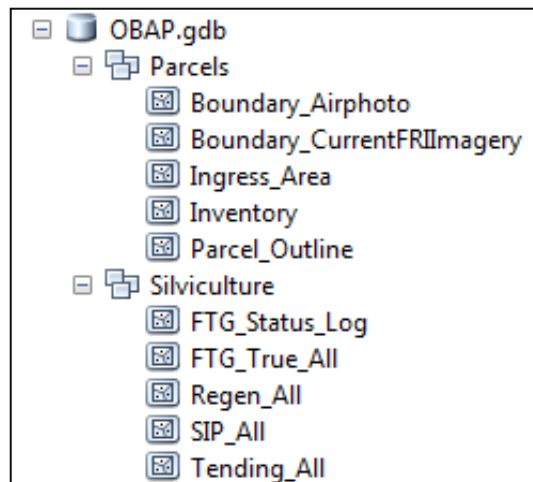 OBAP.gdb
Parcels
Boundary_Airphoto
Boundary_CurrentFRIImagery
Ingress_Area
Inventory
Parcel_Outline
Silviculture
FTG_Status_Log
FTG_True_All
Regen_All
SIP_All
Tending_All